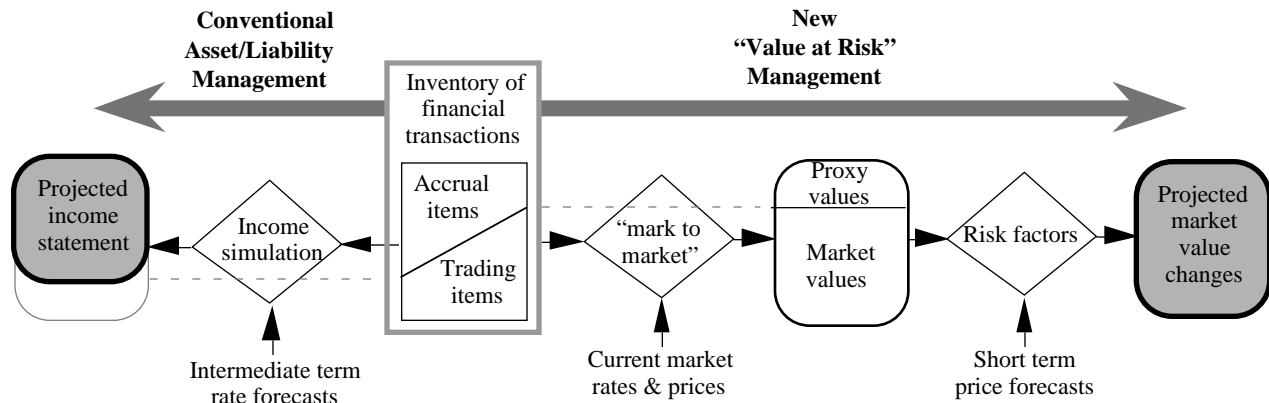 Conventional
Asset/Liability
Management
New
“Value at Risk”
Management
Inventory of
financial
transactions
Projected
income
statement
Income
simulation
Accrual
items
Trading
items
“mark to
market”
Proxy
values
Market
values
Risk factors
Projected
market
value
changes
Intermediate term
rate forecasts
Current market
rates & prices
Short term
price forecasts